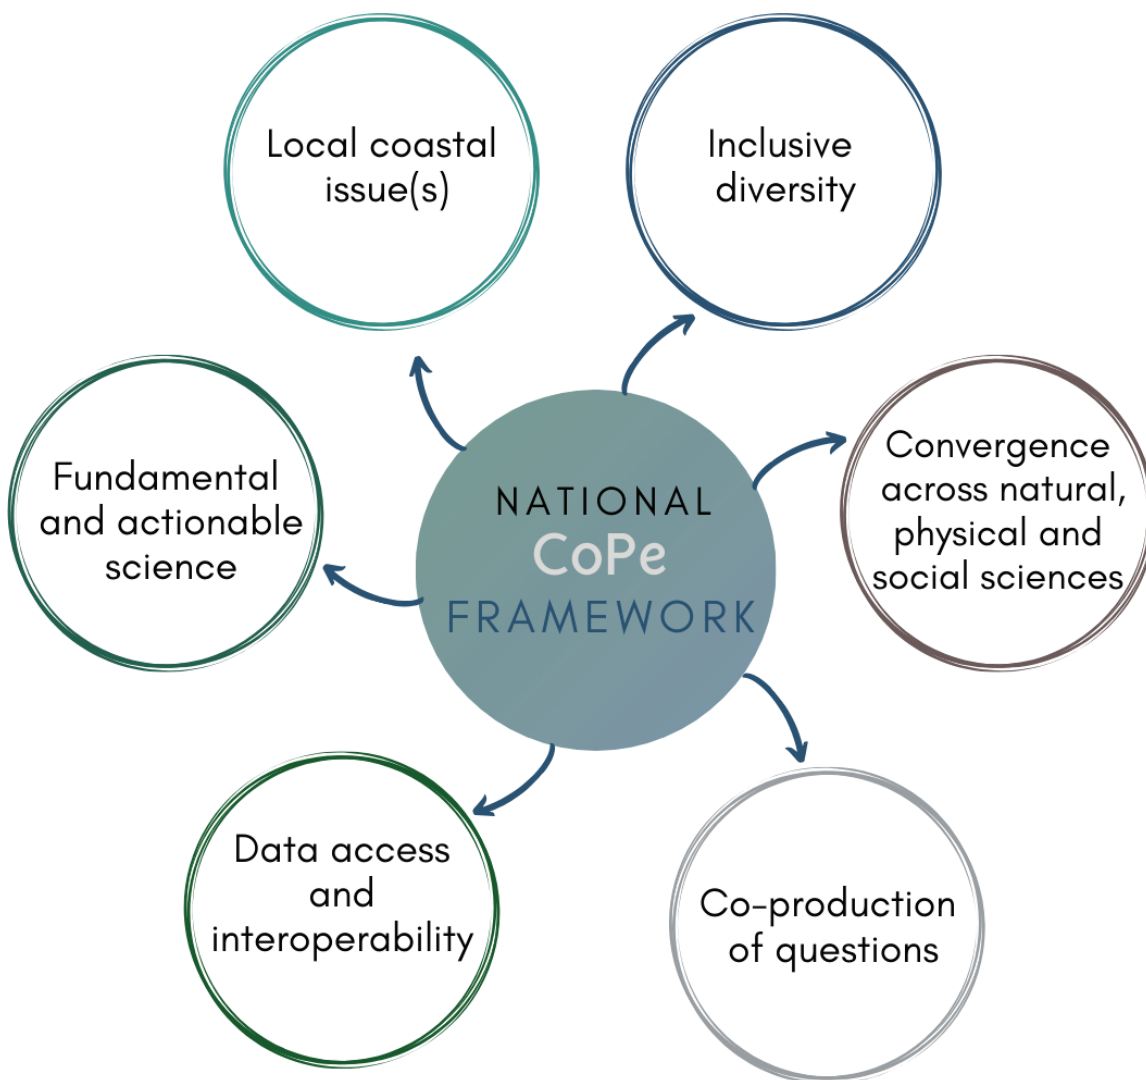 Local coastal
issue(s)
Inclusive
diversity
Fundamental
and actionable
science
NATIONAL
CoPe
FRAMEWORK
Convergence
across natural,
physical and
social sciences
Data access
and
interoperability
Co-production
of questions